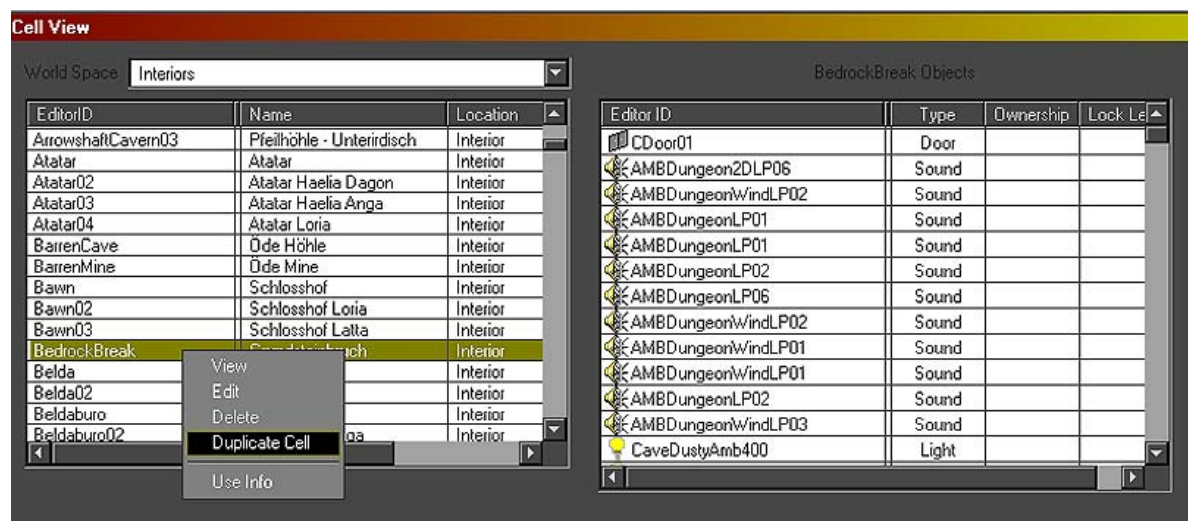 Cell View
World Space Interiors
EditorID Name Location
ArrowshaftCavern03 Pfeilhöhle - Unterirdisch Interior
Atatar Atatar Interior
Atatar02 Atatar Haelia Dagon Interior
Atatar03 Atatar Haelia Anga Interior
Atatar04 Atatar Loria Interior
BarrenCave Öde Höhle Interior
BarrenMine Öde Mine Interior
Bawn Schlosshof Interior
Bawn02 Schlosshof Loria Interior
Bawn03 Schlosshof Latta Interior
BedrockBreak Interior
Belda Interior
Belda02 Interior
Beldaburo Interior
Beldaburo02 Interior
View
Edit
Delete
Duplicate Cell
Use Info
BedrockBreak Objects
Editor ID Type Ownership Lock Le
CDoor01 Door
AMBDungeon2DLP06 Sound
AMBDungeonWindLP02 Sound
AMBDungeonLP01 Sound
AMBDungeonLP01 Sound
AMBDungeonLP02 Sound
AMBDungeonLP06 Sound
AMBDungeonWindLP02 Sound
AMBDungeonWindLP01 Sound
AMBDungeonWindLP01 Sound
AMBDungeonLP02 Sound
AMBDungeonWindLP03 Sound
CaveDustyAmb400 Light